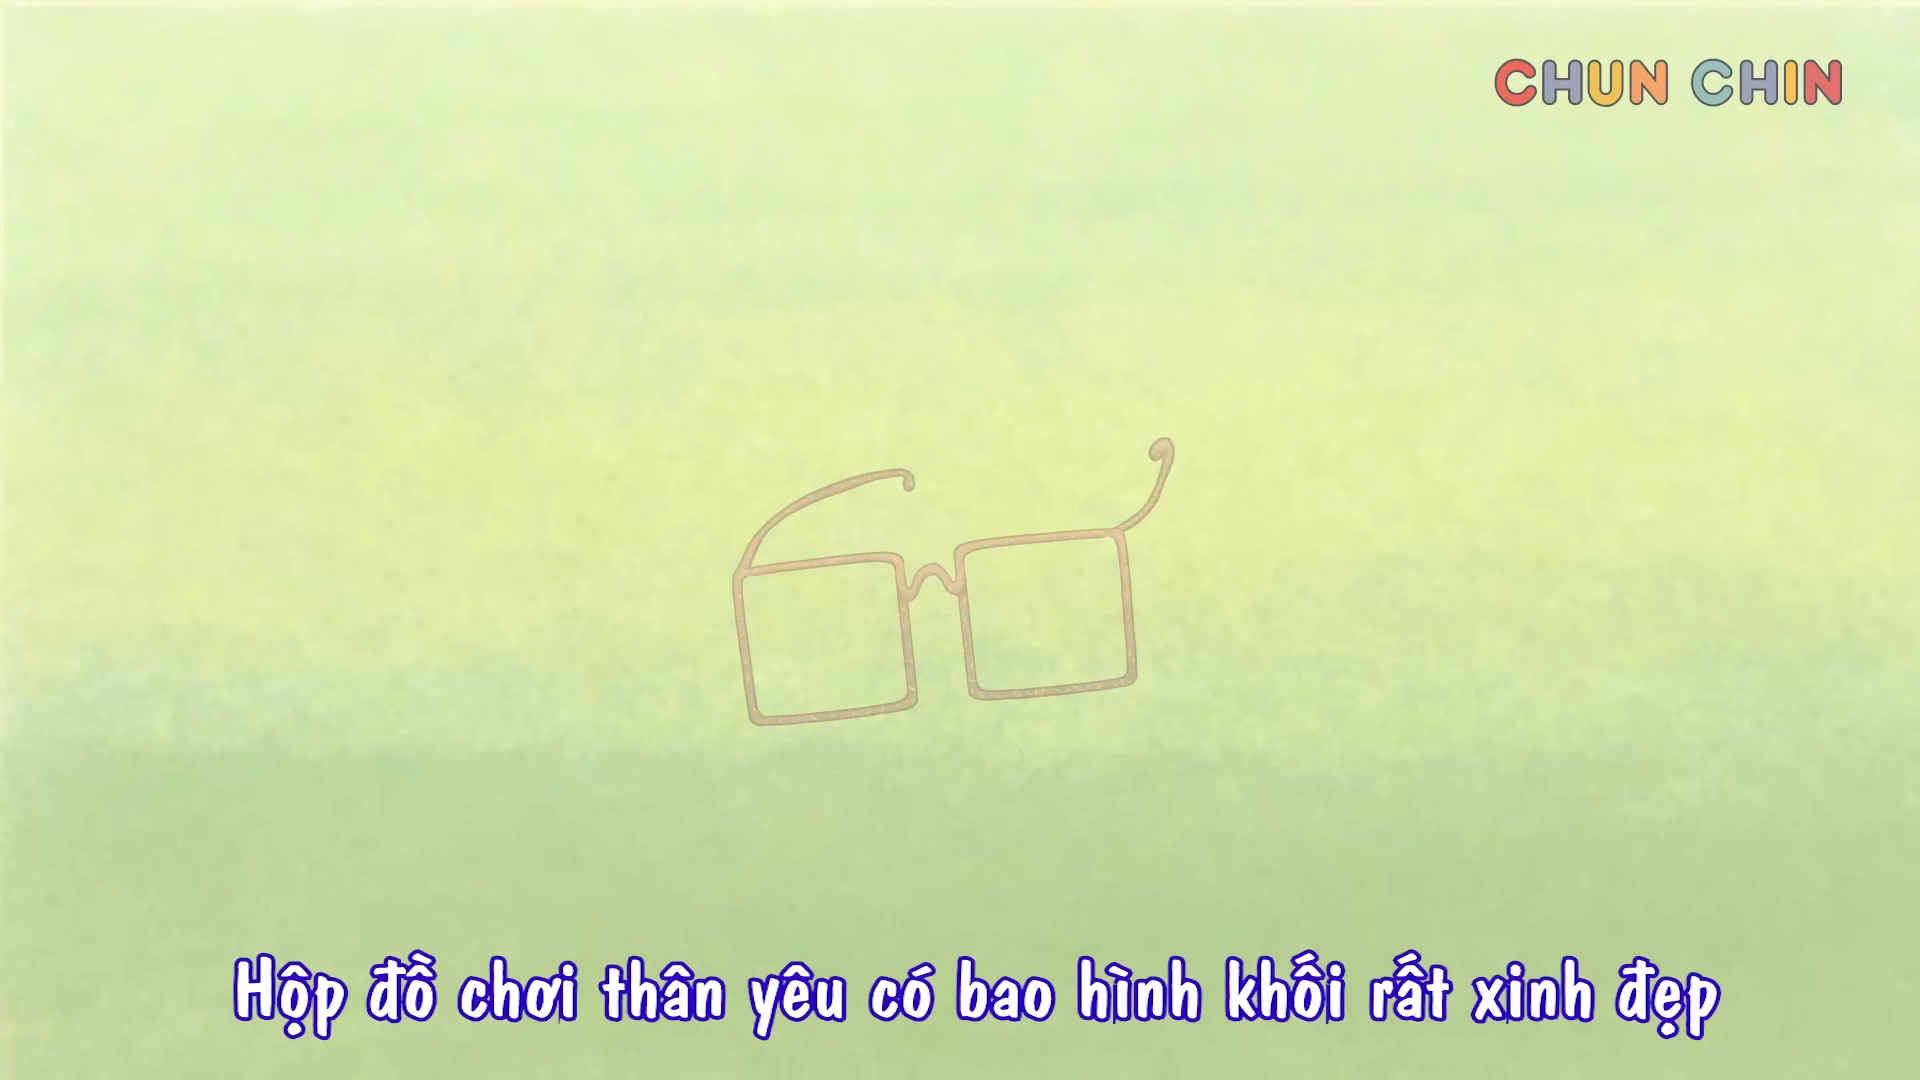 CHUN CHIN
Hộp đồ chơi thân yêu có bao hình khối rất xinh đẹp